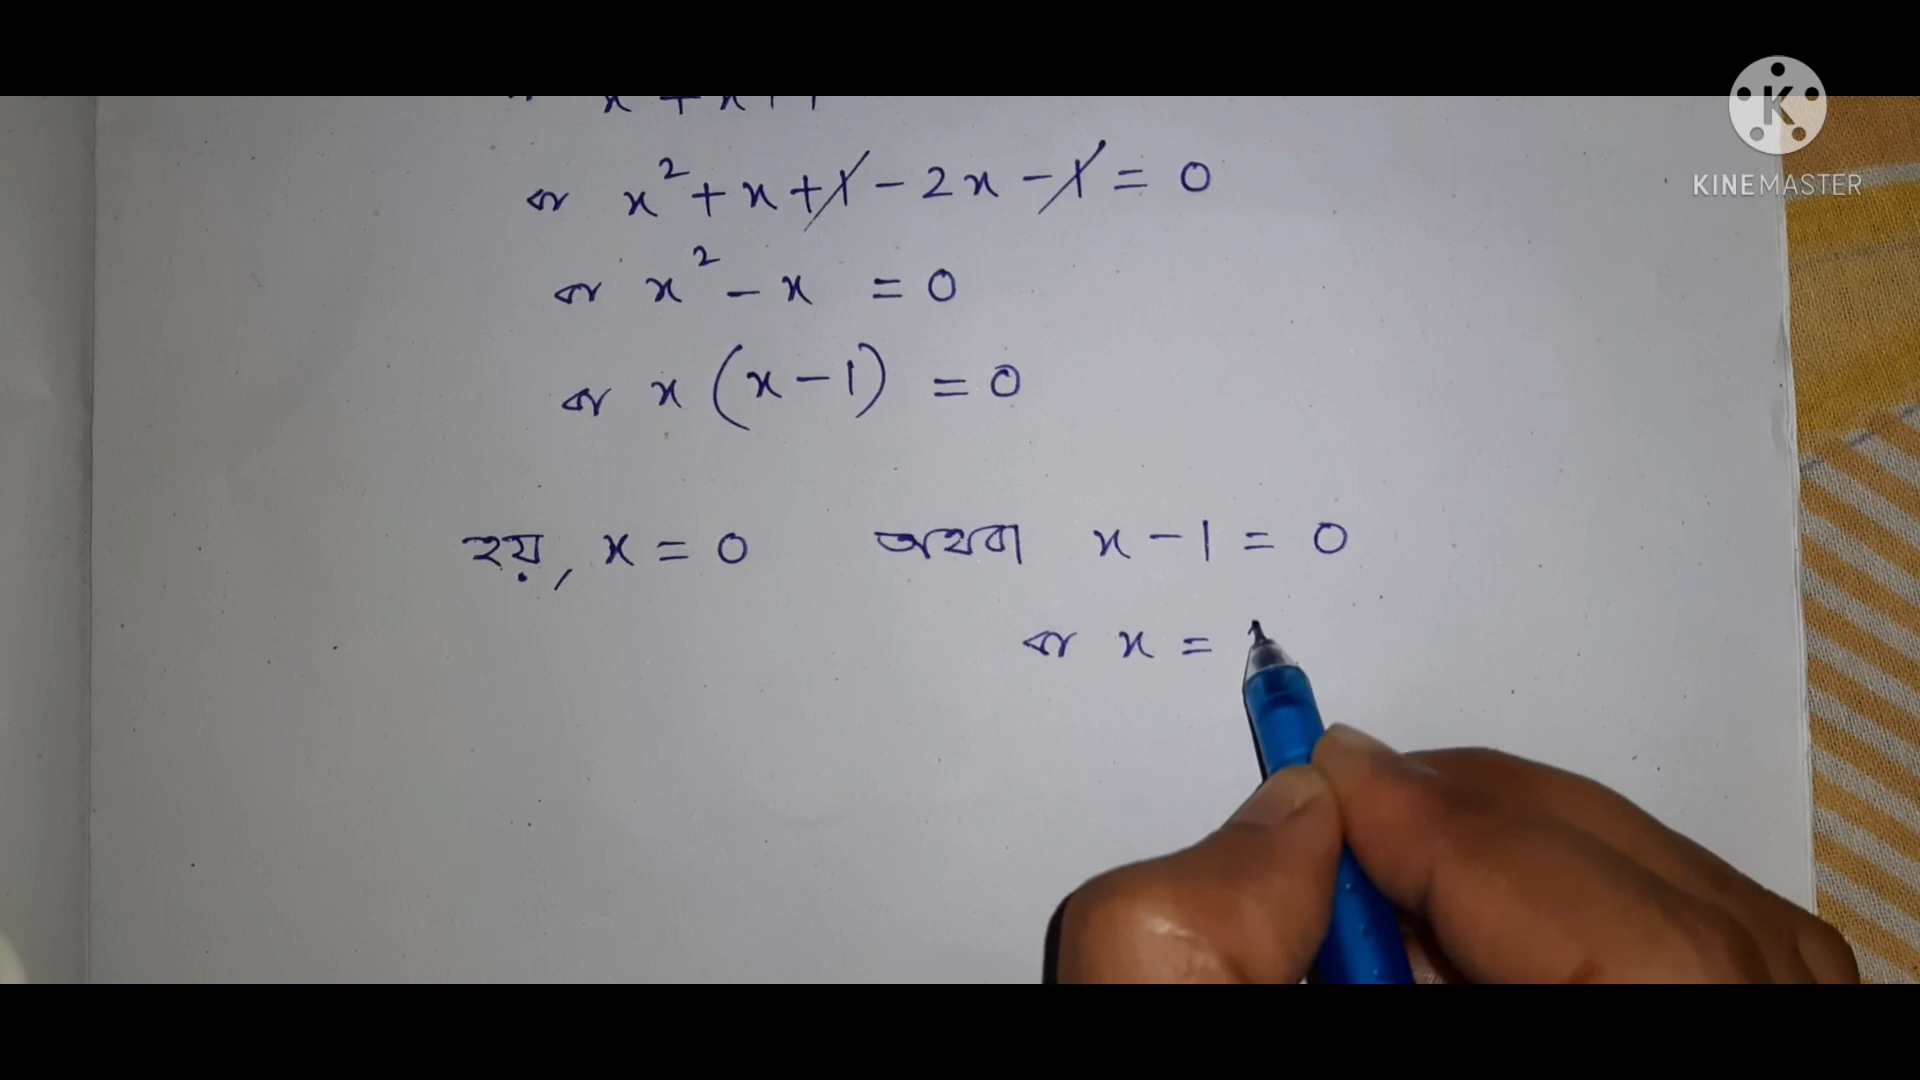 KINEMASTER
বা x² + x + 1 - 2x - 1 = 0
বা x² - x = 0
বা x (x - 1) = 0
হয়, x = 0 অথবা x - 1 = 0
বা x =